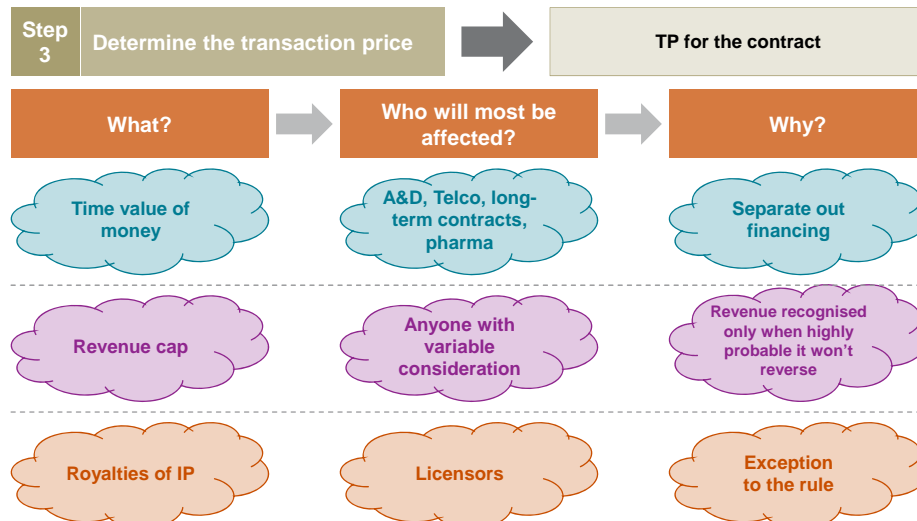 Step
3
Determine the transaction price
TP for the contract
What?
Who will most be
affected?
Why?
Time value of
money
A&D, Telco, long-
term contracts,
pharma
Separate out
financing
Revenue cap
Anyone with
variable
consideration
Revenue recognised
only when highly
probable it won't
reverse
Royalties of IP
Licensors
Exception
to the rule